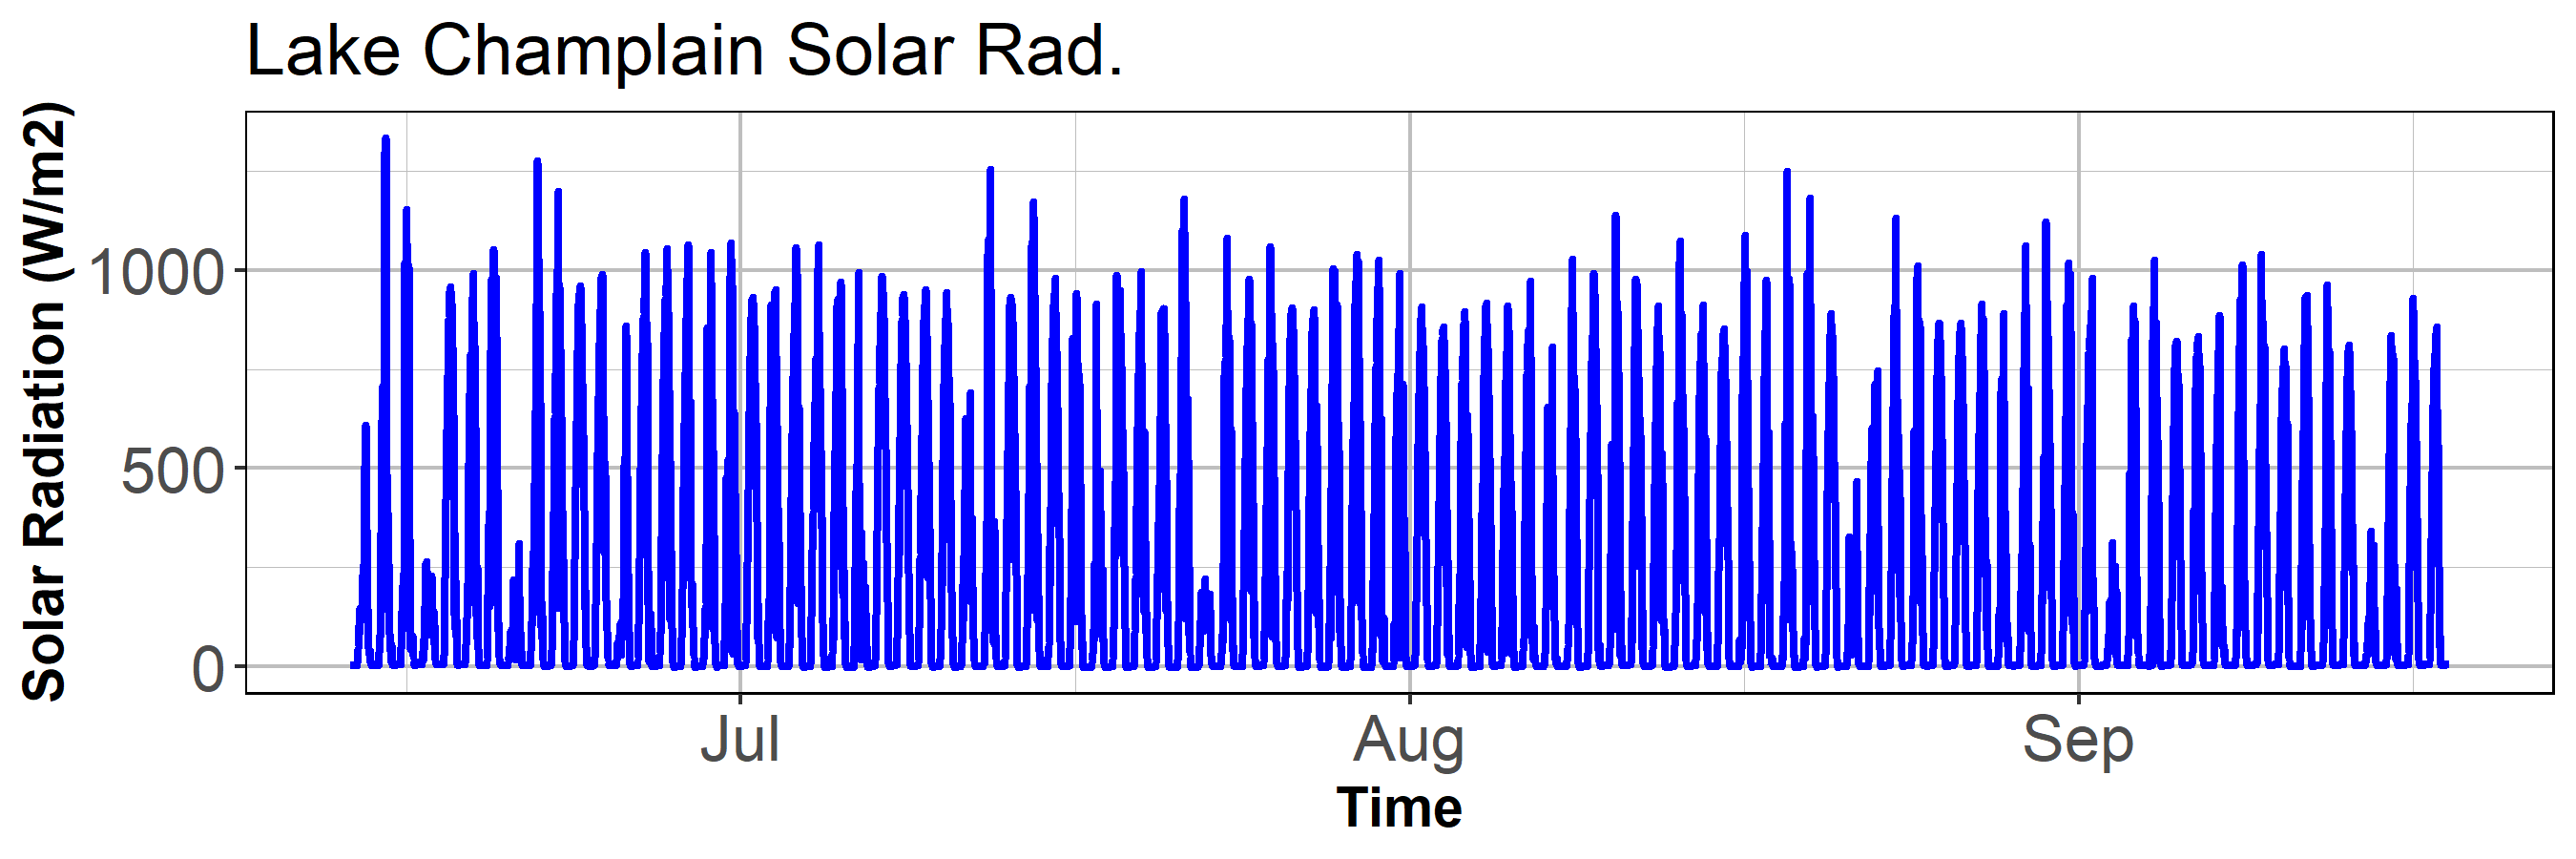 Lake Champlain Solar Rad.
Solar Radiation (W/m2)
1000
500
0
Jul Aug Sep
Time